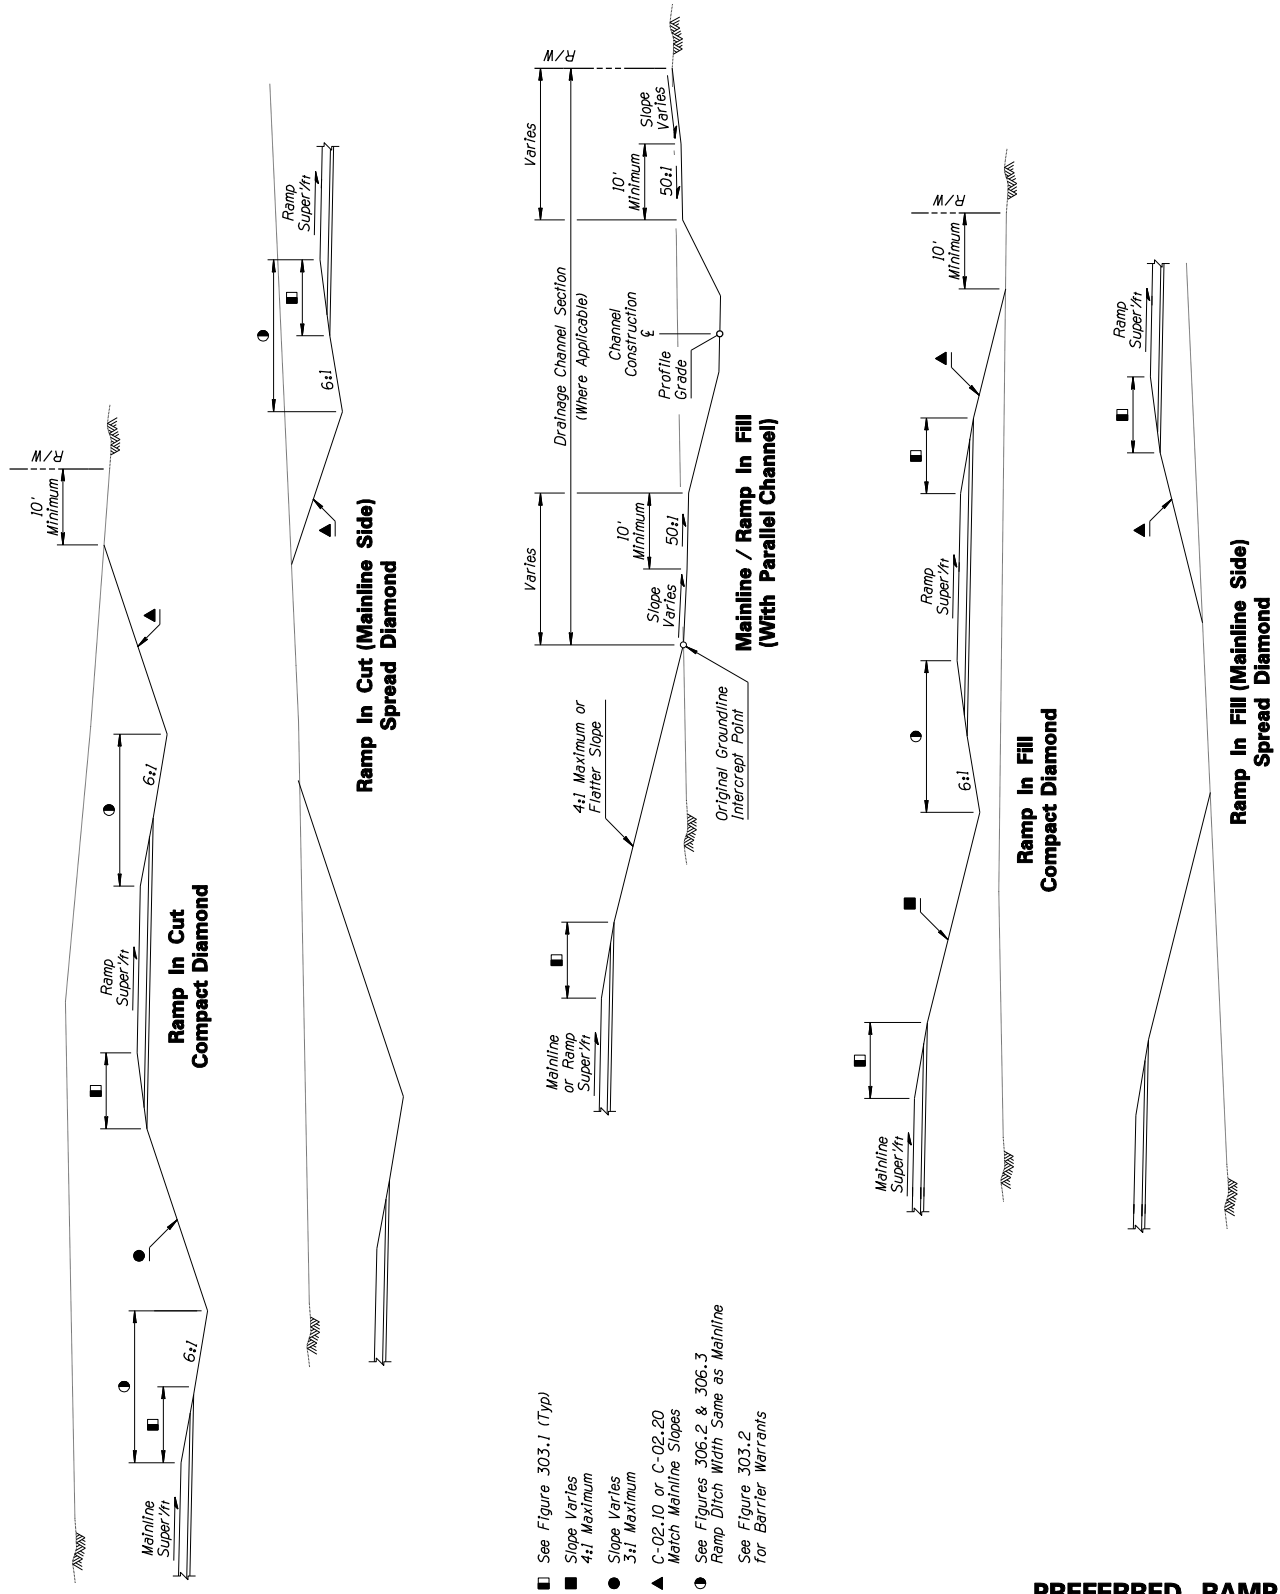 R/W
10'
Minimum
6:1
Ramp
Super'/ft
6:1
Mainline
Super'/ft
Ramp In Cut
Compact Diamond
Ramp
Super'/ft
6:1
Ramp In Cut (Mainline Side)
Spread Diamond
R/W
Varies
Drainage Channel Section
(Where Applicable)
Varies
Slope
Varies
10'
Minimum
50:1
Channel
Construction
℄
Profile
Grade
10'
Minimum
50:1
Slope
Varies
4:1 Maximum or
Flatter Slope
Original Groundline
Intercept Point
Mainline
or Ramp
Super'/ft
Mainline / Ramp In Fill
(With Parallel Channel)
See Figure 303.1 (Typ)
Slope Varies
4:1 Maximum
Slope Varies
3:1 Maximum
C-02.10 or C-02.20
Match Mainline Slopes
See Figures 306.2 & 306.3
Ramp Ditch Width Same as Mainline
See Figure 303.2
for Barrier Warrants
R/W
10'
Minimum
Ramp
Super'/ft
6:1
Mainline
Super'/ft
Ramp In Fill
Compact Diamond
Ramp
Super'/ft
Ramp In Fill (Mainline Side)
Spread Diamond
PREFERRED RAMP